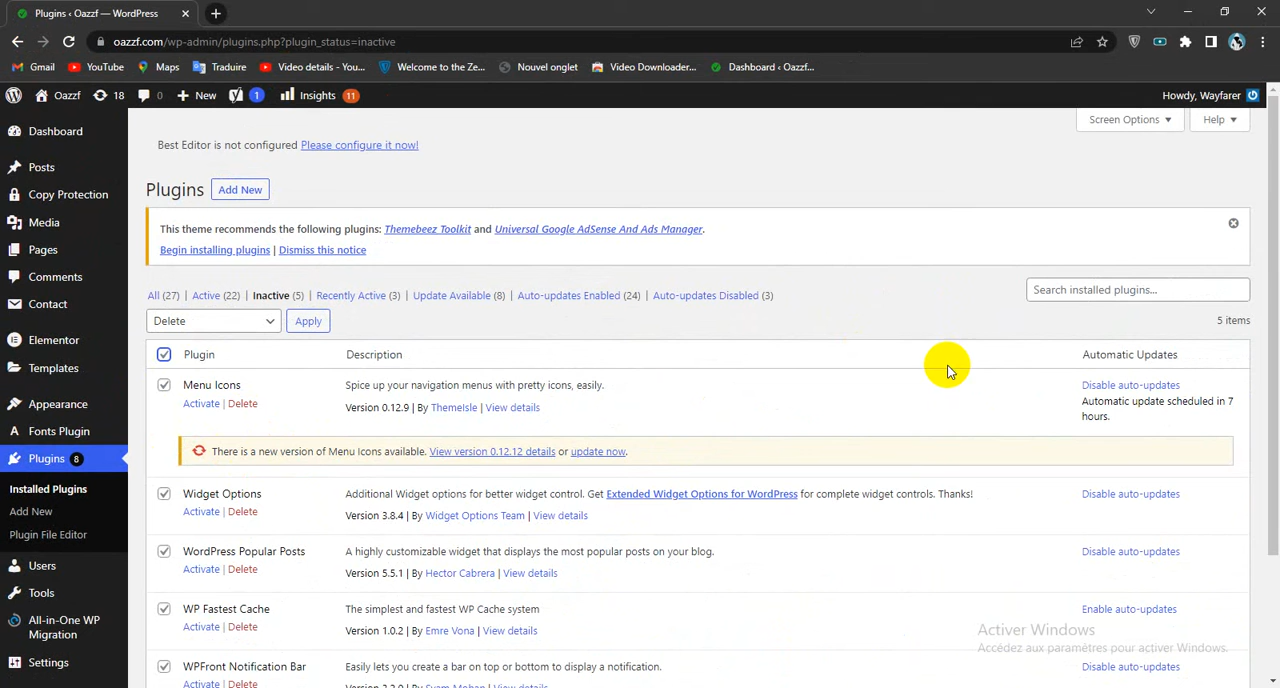 Plugins ‹ Oazzf — WordPress
oazzf.com/wp-admin/plugins.php?plugin_status=inactive
Gmail YouTube Maps Traduire Video details - You... Welcome to the Ze... Nouvel onglet Video Downloader... Dashboard ‹ Oazzf...
Oazzf 18 0 New 1 Insights 11 Howdy, Wayfarer
Screen Options Help
Dashboard
Posts
Copy Protection
Media
Pages
Comments
Contact
Elementor
Templates
Appearance
Fonts Plugin
Plugins 8
Installed Plugins
Add New
Plugin File Editor
Users
Tools
All-in-One WP
Migration
Settings
Best Editor is not configured Please configure it now!
Plugins Add New
This theme recommends the following plugins: Themebeez Toolkit and Universal Google AdSense And Ads Manager.
Begin installing plugins | Dismiss this notice
All (27) | Active (22) | Inactive (5) | Recently Active (3) | Update Available (8) | Auto-updates Enabled (24) | Auto-updates Disabled (3)
Search installed plugins...
Delete Apply
5 items
Plugin Description Automatic Updates
Menu Icons Spice up your navigation menus with pretty icons, easily. Disable auto-updates
Activate | Delete Version 0.12.9 | By ThemeIsle | View details
Automatic update scheduled in 7
hours.
There is a new version of Menu Icons available. View version 0.12.12 details or update now.
Widget Options Additional Widget options for better widget control. Get Extended Widget Options for WordPress for complete widget controls. Thanks! Disable auto-updates
Activate | Delete Version 3.8.4 | By Widget Options Team | View details
WordPress Popular Posts A highly customizable widget that displays the most popular posts on your blog. Disable auto-updates
Activate | Delete Version 5.5.1 | By Hector Cabrera | View details
WP Fastest Cache The simplest and fastest WP Cache system Enable auto-updates
Activate | Delete Version 1.0.2 | By Emre Vona | View details
Activer Windows
Accédez aux paramètres pour activer Windows.
WPFront Notification Bar Easily lets you create a bar on top or bottom to display a notification. Disable auto-updates
Activate | Delete By Syam Mohan | View details